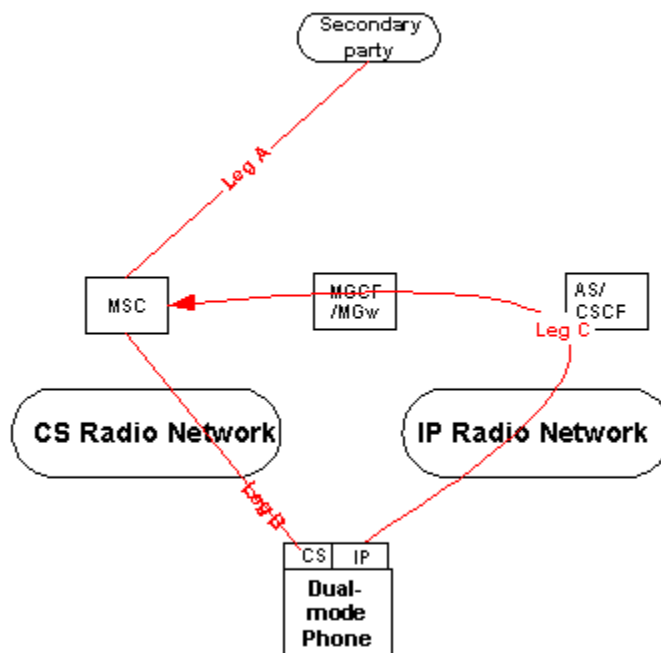 Secondary
party
Leg A
MSC
MGCF
/MGw
AS/
CSCF
Leg C
CS Radio Network
IP Radio Network
Leg B
CS
IP
Dual-
mode
Phone